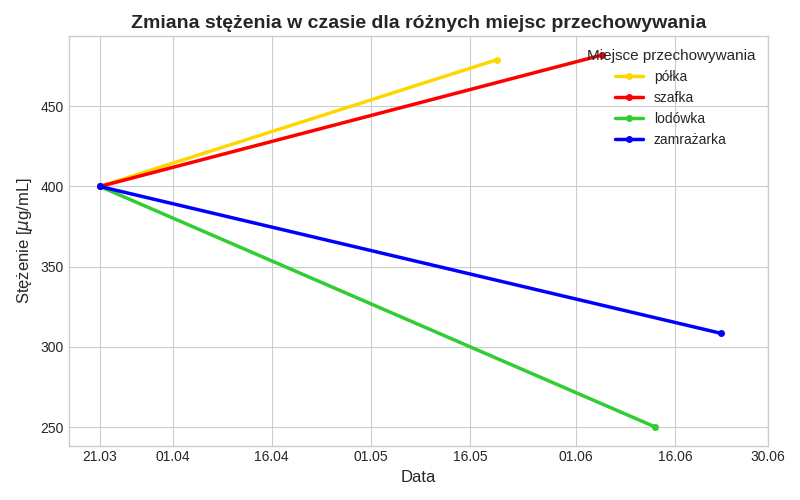 Zmiana stężenia w czasie dla różnych miejsc przechowywania
Miejsce przechowywania
półka
szafka
lodówka
zamrażarka
Stężenie [μg/mL]
450
400
350
300
250
21.03 01.04 16.04 01.05 16.05 01.06 16.06 30.06
Data